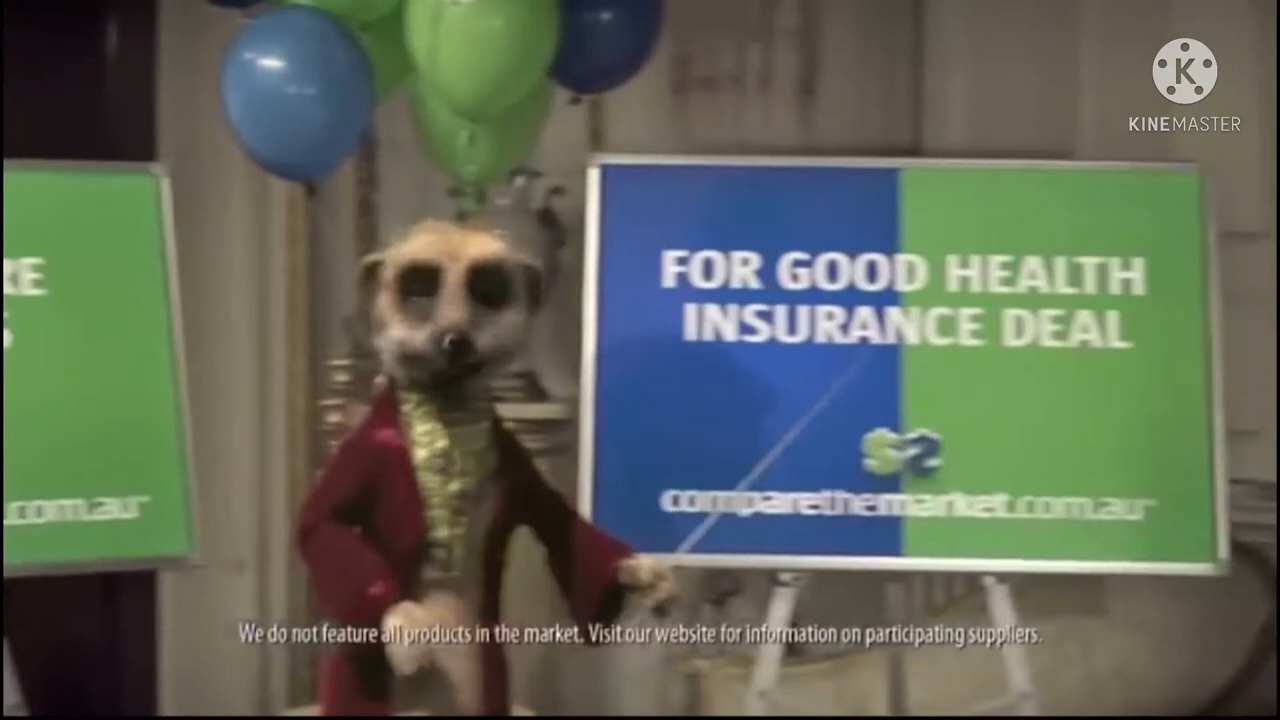 K
KINEMASTER
RE
FOR GOOD HEALTH
INSURANCE DEAL
comparethemarket.com.au
.com.au
We do not feature all products in the market. Visit our website for information on participating suppliers.